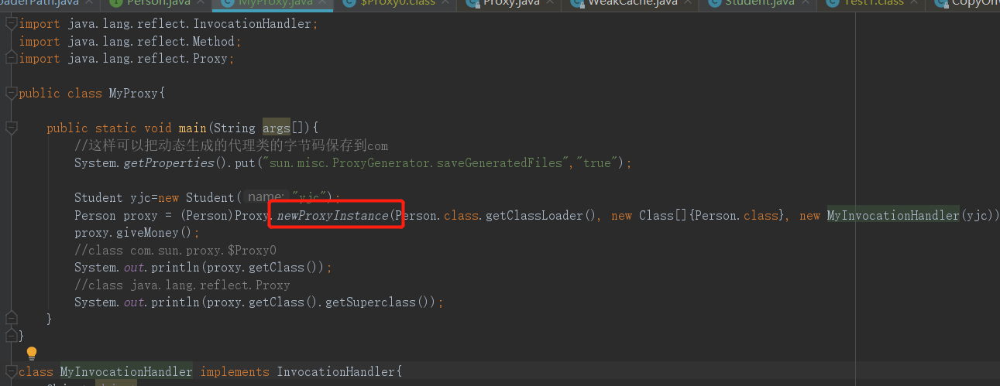 oaderPath.java Person.java MyProxy.java $Proxy0.class Proxy.java WeakCache.java Student.java Test1.class
import java.lang.reflect.InvocationHandler;
import java.lang.reflect.Method;
import java.lang.reflect.Proxy;
public class MyProxy{
public static void main(String args[]){
//这样可以把动态生成的代理类的字节码保存到com
System.getProperties().put("sun.misc.ProxyGenerator.saveGeneratedFiles","true");
Student yjc=new Student( name: "yjc");
Person proxy = (Person)Proxy.newProxyInstance(Person.class.getClassLoader(), new Class[]{Person.class}, new MyInvocationHandler(yjc))
proxy.giveMoney();
//class com.sun.proxy.$Proxy0
System.out.println(proxy.getClass());
//class java.lang.reflect.Proxy
System.out.println(proxy.getClass().getSuperclass());
}
}
class MyInvocationHandler implements InvocationHandler{